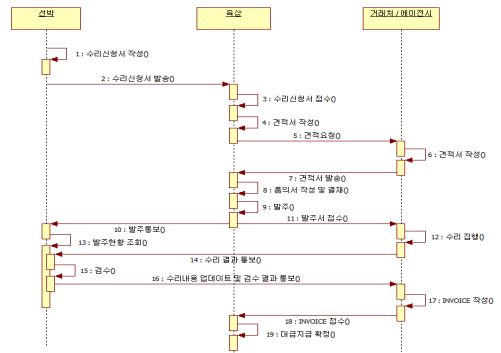 선박
육상
거래처 / 에이전시
1 : 수리신청서 작성()
2 : 수리신청서 발송()
3 : 수리신청서 접수()
4 : 견적서 작성()
5 : 견적요청()
6 : 견적서 작성()
7 : 견적서 발송()
8 : 품의서 작성 및 결재()
9 : 발주()
10 : 발주통보()
11 : 발주서 접수()
12 : 수리 집행()
13 : 발주현황 조회()
14 : 수리 결과 통보()
15 : 검수()
16 : 수리내용 업데이트 및 검수 결과 통보()
17 : INVOICE 작성()
18 : INVOICE 접수()
19 : 대금지급 확정()